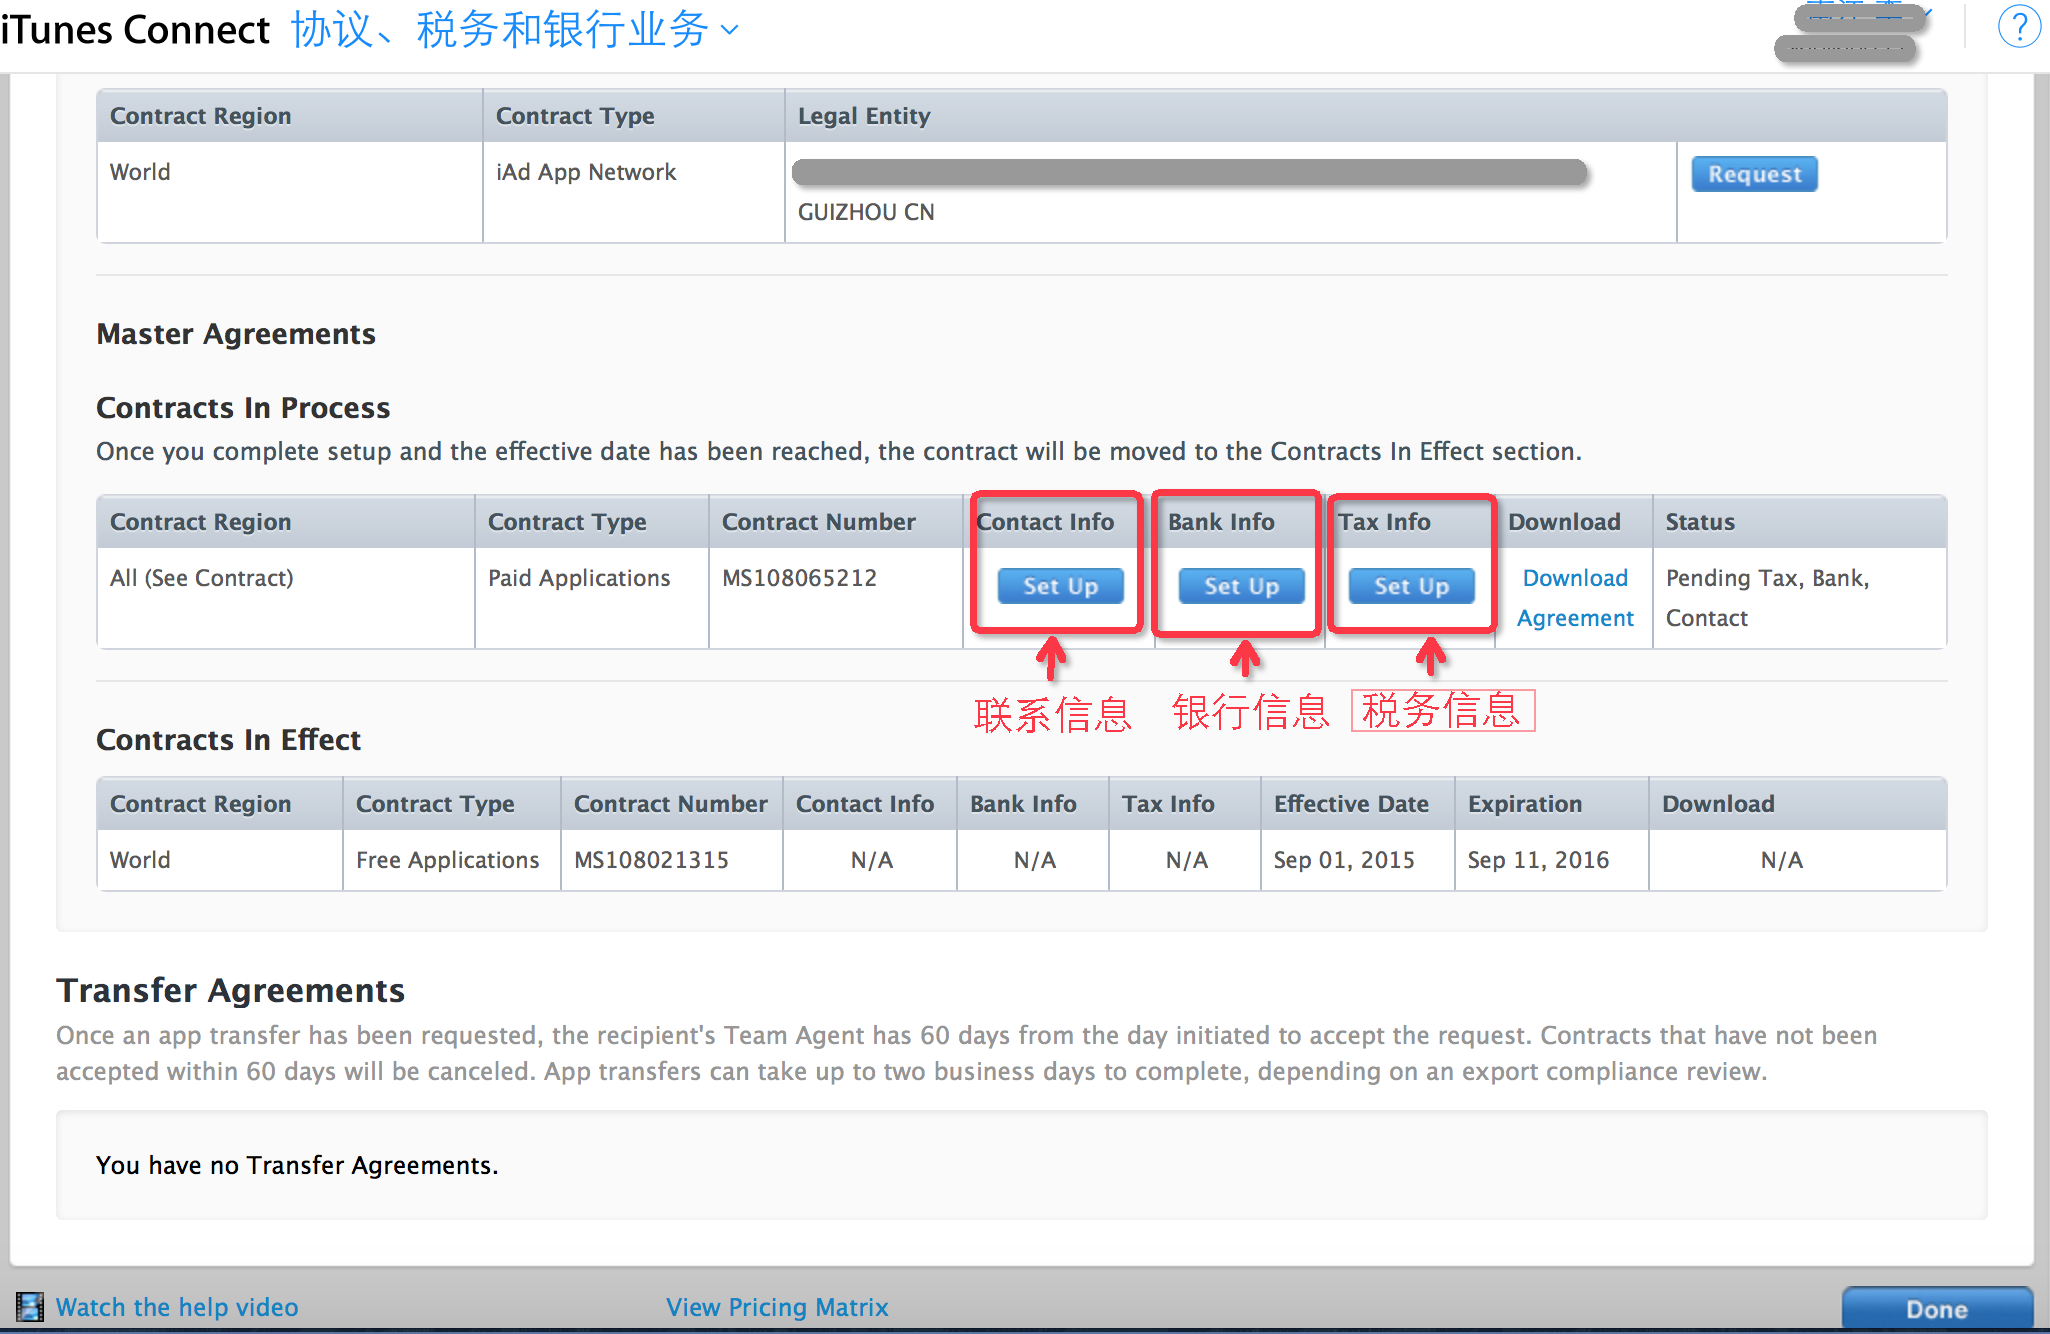 iTunes Connect 协议、税务和银行业务
?
Contract Region Contract Type Legal Entity
World iAd App Network Request
GUIZHOU CN
Master Agreements
Contracts In Process
Once you complete setup and the effective date has been reached, the contract will be moved to the Contracts In Effect section.
Contract Region Contract Type Contract Number Contact Info Bank Info Tax Info Download Status
All (See Contract) Paid Applications MS108065212 Set Up Set Up Set Up Download Pending Tax, Bank,
Agreement Contact
联系信息 银行信息 税务信息
Contracts In Effect
Contract Region Contract Type Contract Number Contact Info Bank Info Tax Info Effective Date Expiration Download
World Free Applications MS108021315 N/A N/A N/A Sep 01, 2015 Sep 11, 2016 N/A
Transfer Agreements
Once an app transfer has been requested, the recipient's Team Agent has 60 days from the day initiated to accept the request. Contracts that have not been
accepted within 60 days will be canceled. App transfers can take up to two business days to complete, depending on an export compliance review.
You have no Transfer Agreements.
Watch the help video View Pricing Matrix Done